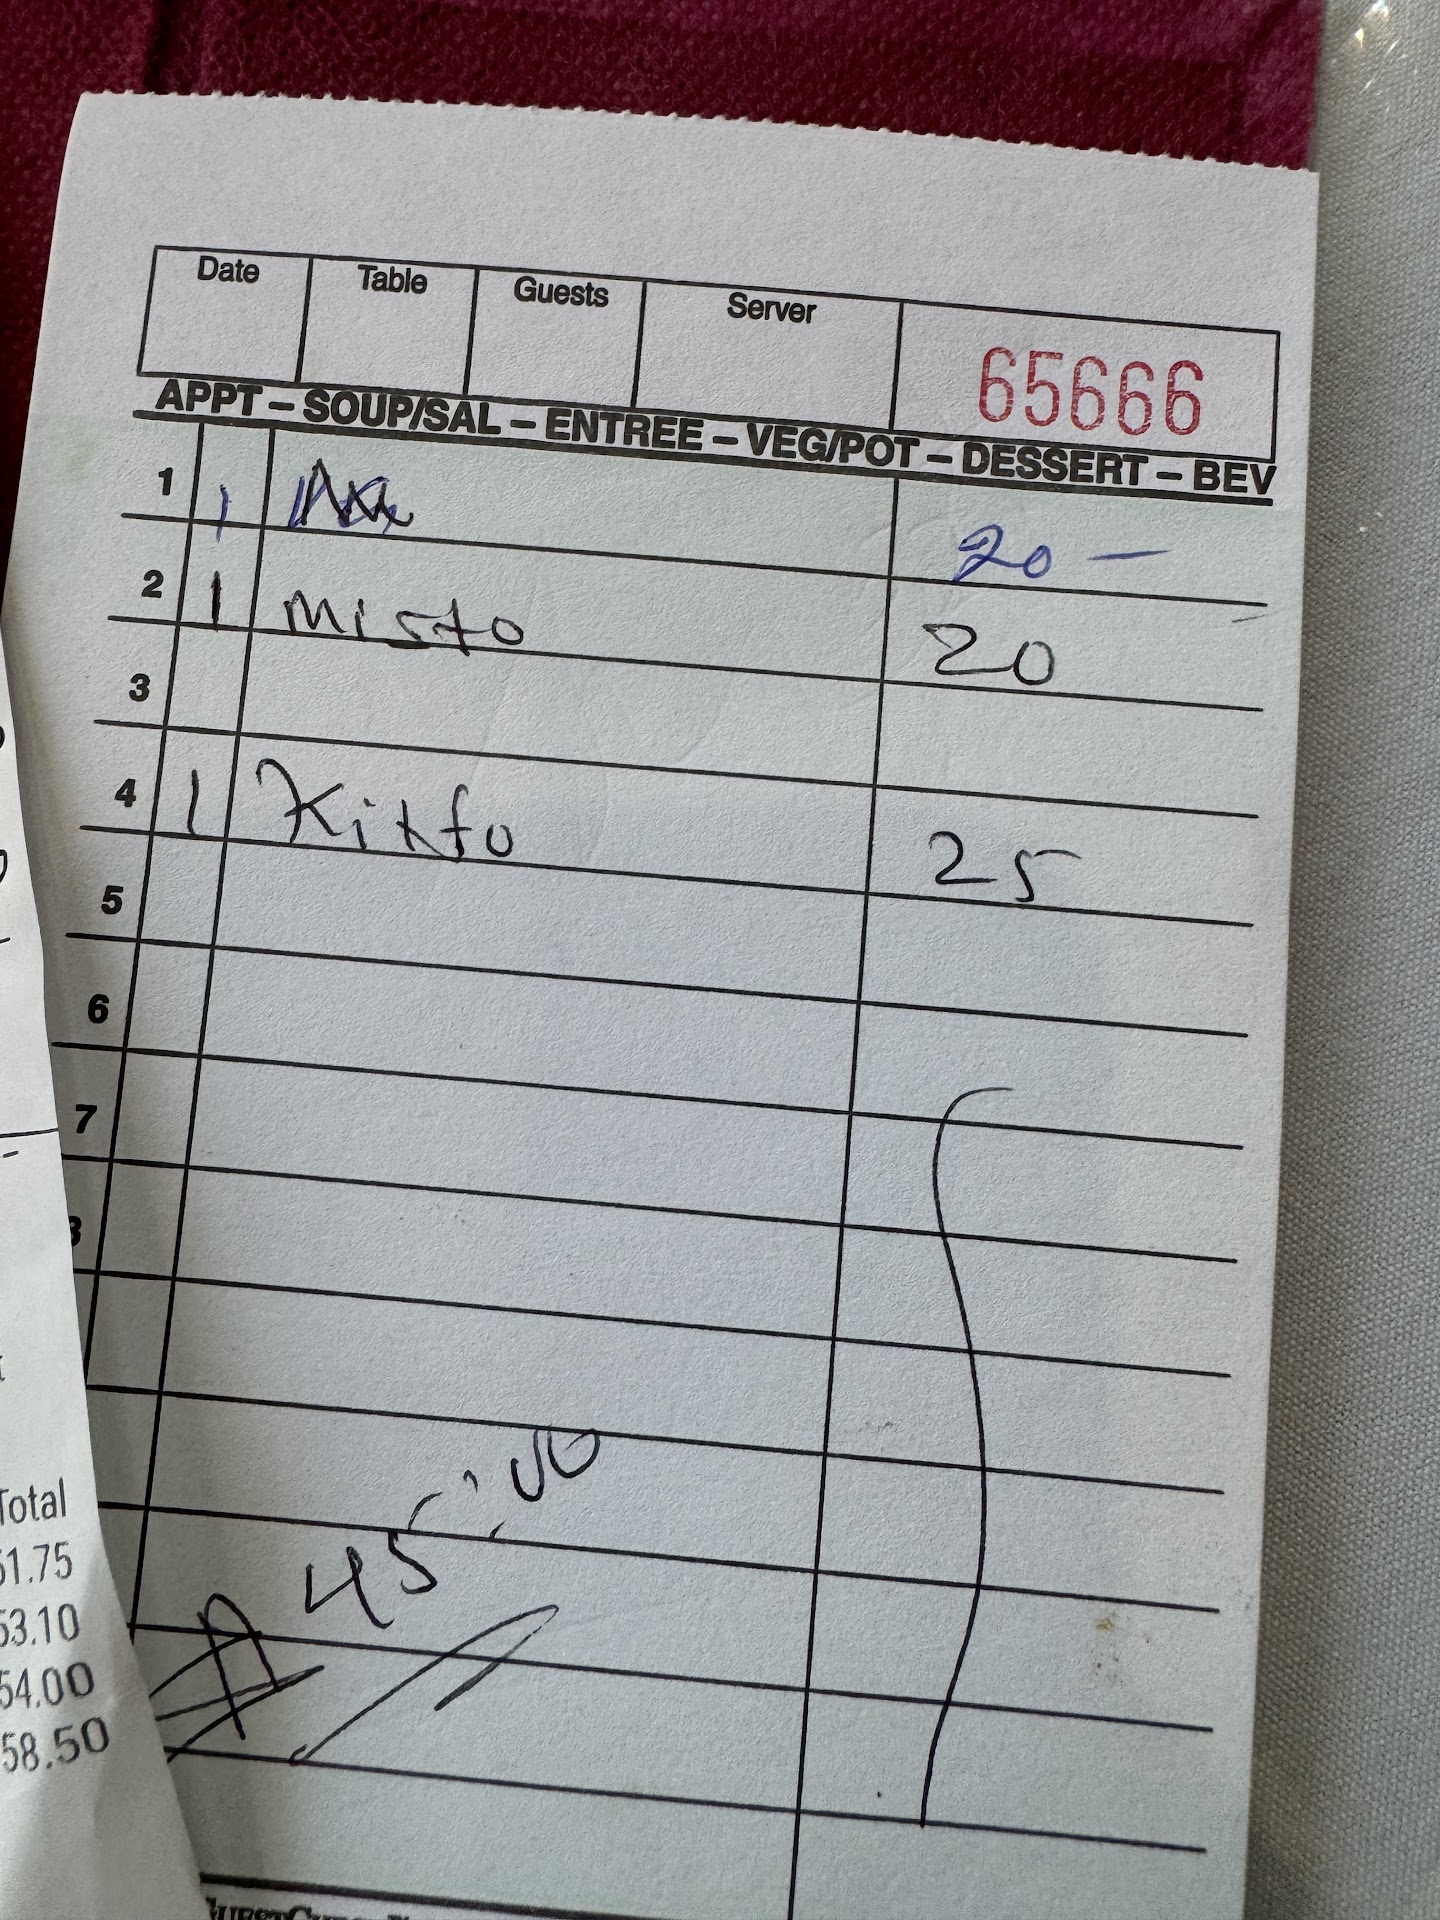 Date Table Guests Server
65666
APPT – SOUP/SAL – ENTREE – VEG/POT – DESSERT – BEV
1 1 20 —
2 1 Misto 20
3
4 1 Kitfo 25
5
6
7
45.00
Total
51.75
53.10
54.00
58.50